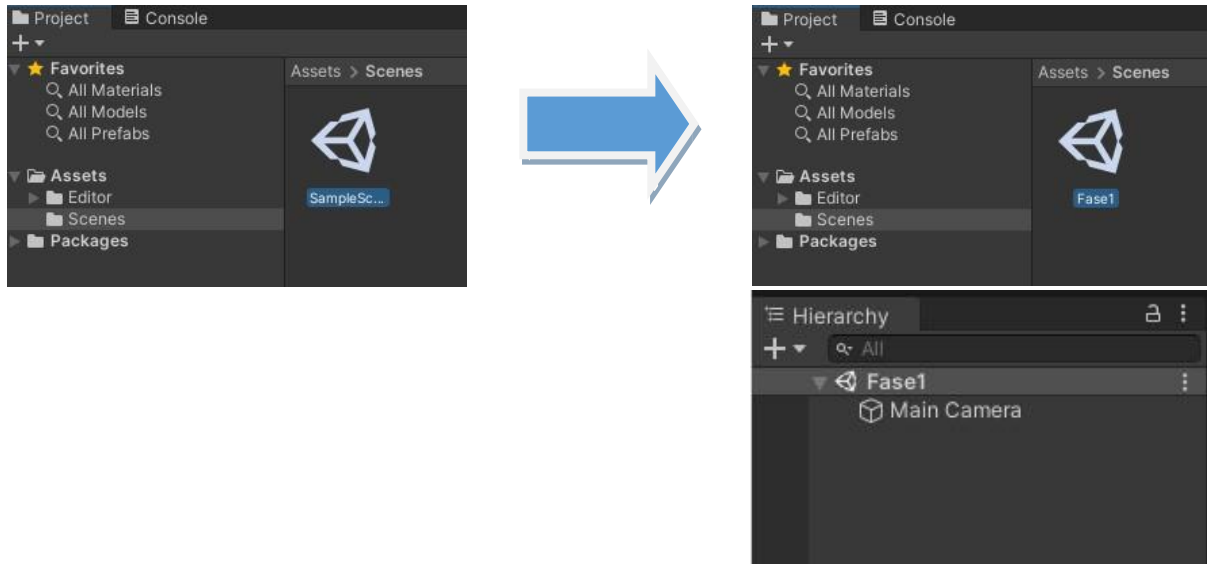 Project Console
Favorites
All Materials
All Models
All Prefabs
Assets
Editor
Scenes
Packages
Assets > Scenes
SampleSc...
Project Console
Favorites
All Materials
All Models
All Prefabs
Assets
Editor
Scenes
Packages
Assets > Scenes
Fase1
Hierarchy
All
Fase1
Main Camera